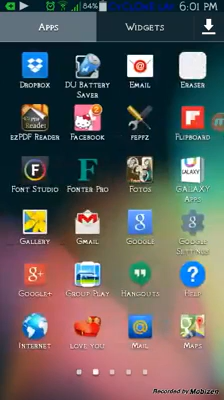 84% 6:01 PM
Apps Widgets
Dropbox DU Battery Saver Email Eraser
ezPDF Reader Facebook feppz Flipboard
Font Studio Fonter Pro Fotos GALAXY Apps
Gallery Gmail Google Google Settings
Google+ Group Play Hangouts Help
Internet love you Mail Maps
Recorded by Mobizen